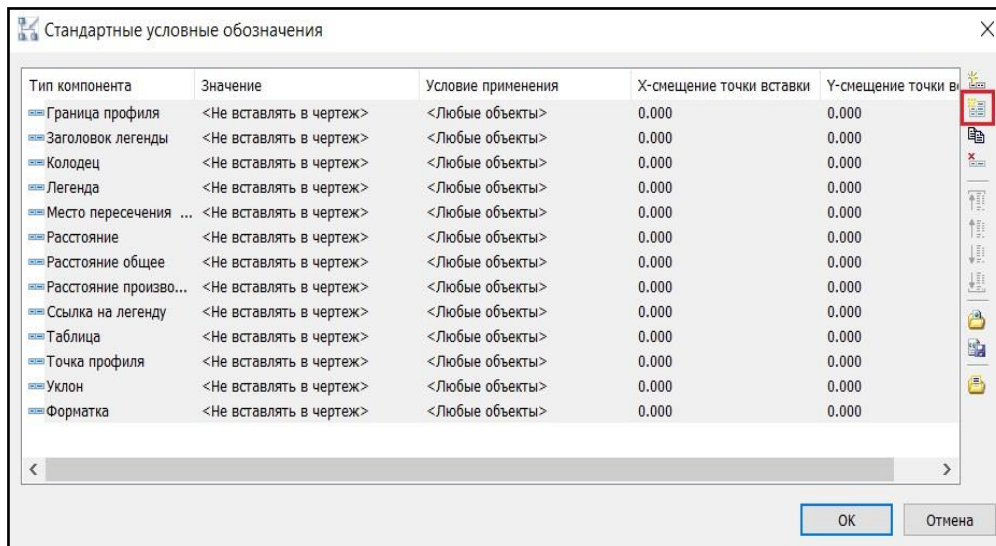 Стандартные условные обозначения
Тип компонента Значение Условие применения X-смещение точки вставки Y-смещение точки в
Граница профиля <Не вставлять в чертеж> <Любые объекты> 0.000 0.000
Заголовок легенды <Не вставлять в чертеж> <Любые объекты> 0.000 0.000
Колодец <Не вставлять в чертеж> <Любые объекты> 0.000 0.000
Легенда <Не вставлять в чертеж> <Любые объекты> 0.000 0.000
Место пересечения ... <Не вставлять в чертеж> <Любые объекты> 0.000 0.000
Расстояние <Не вставлять в чертеж> <Любые объекты> 0.000 0.000
Расстояние общее <Не вставлять в чертеж> <Любые объекты> 0.000 0.000
Расстояние произво... <Не вставлять в чертеж> <Любые объекты> 0.000 0.000
Ссылка на легенду <Не вставлять в чертеж> <Любые объекты> 0.000 0.000
Таблица <Не вставлять в чертеж> <Любые объекты> 0.000 0.000
Точка профиля <Не вставлять в чертеж> <Любые объекты> 0.000 0.000
Уклон <Не вставлять в чертеж> <Любые объекты> 0.000 0.000
Форматка <Не вставлять в чертеж> <Любые объекты> 0.000 0.000
ОК Отмена